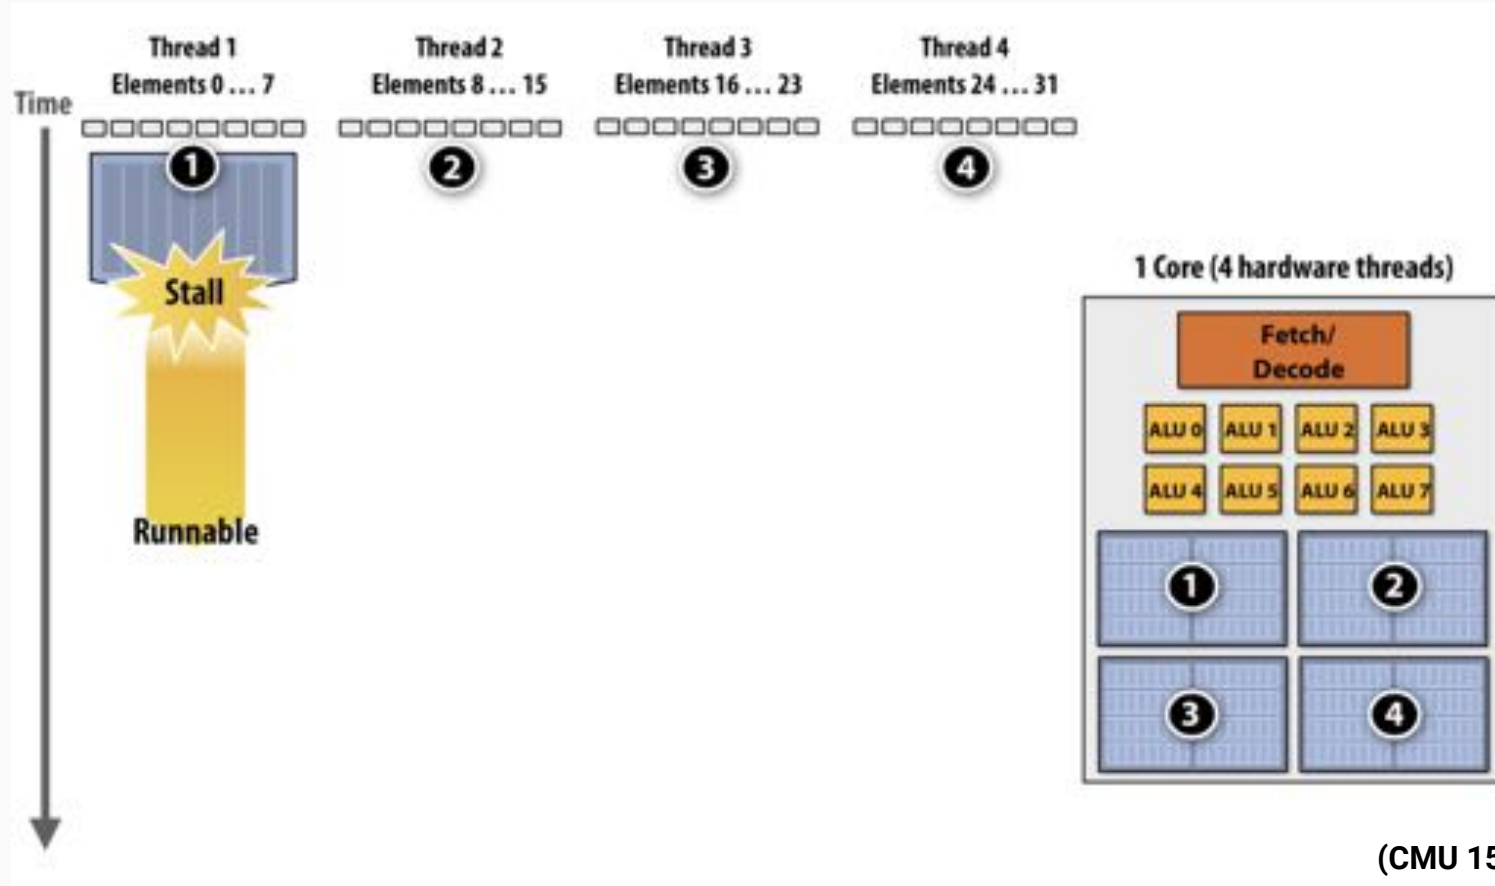 Thread 1
Elements 0 ... 7
Thread 2
Elements 8 ... 15
Thread 3
Elements 16 ... 23
Thread 4
Elements 24 ... 31
Time
1
2
3
4
Stall
Runnable
1 Core (4 hardware threads)
Fetch/
Decode
ALU 0 ALU 1 ALU 2 ALU 3
ALU 4 ALU 5 ALU 6 ALU 7
1 2
3 4
(CMU 15